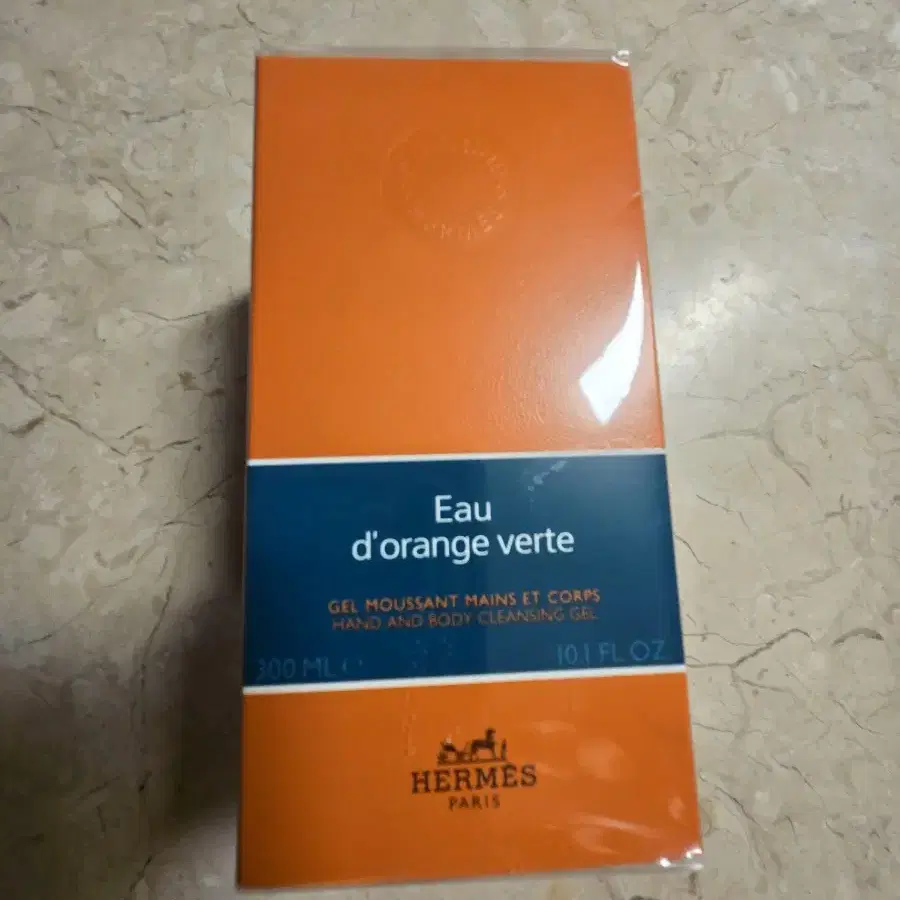 Eau
d'orange verte
GEL MOUSSANT MAINS ET CORPS
HAND AND BODY CLEANSING GEL
300 ML e 10.1 FL OZ
HERMÈS
PARIS